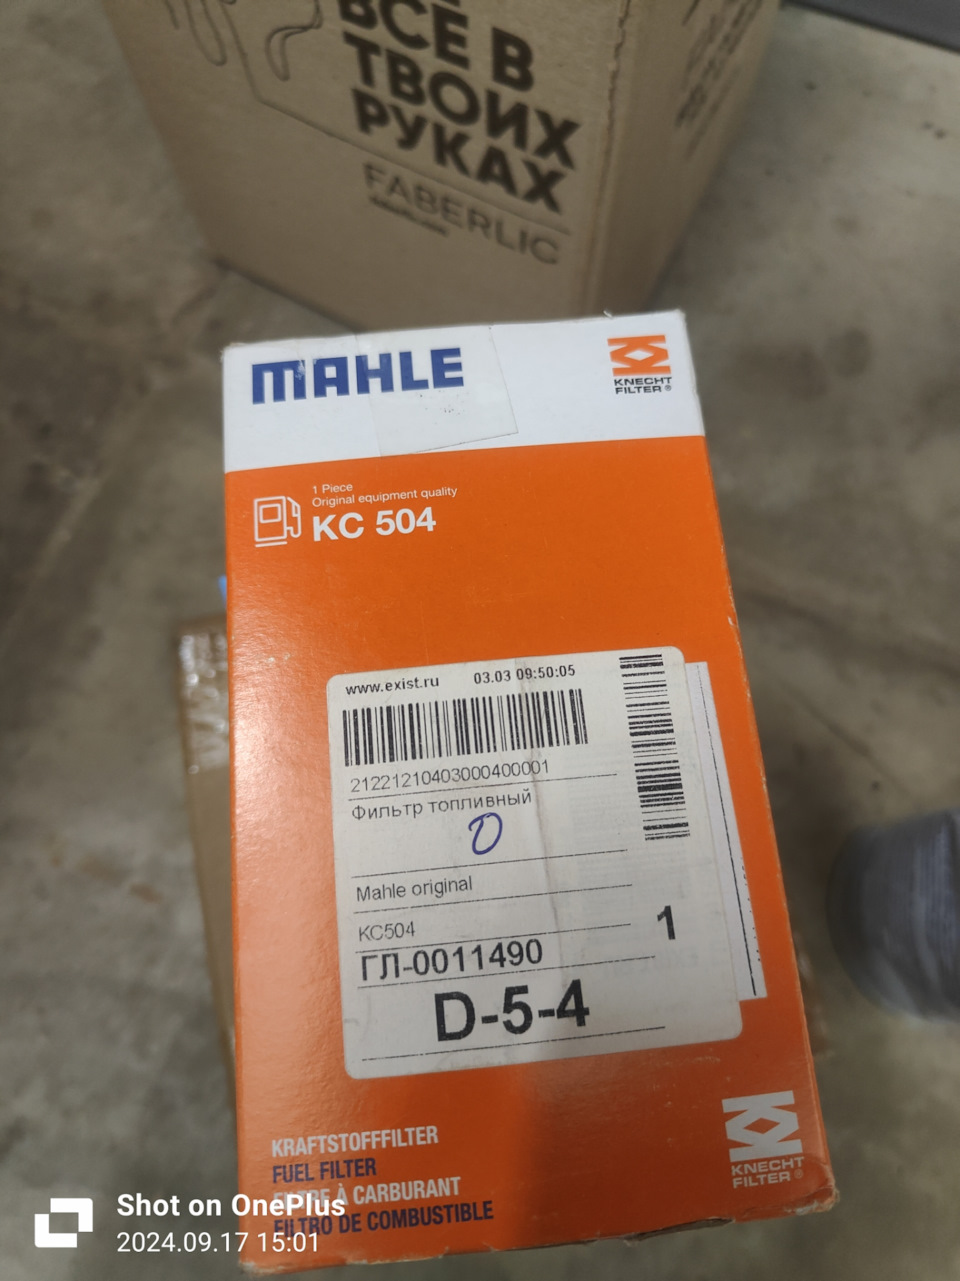 ВСЁ В
ТВОИХ
РУКАХ
FABERLIC
MAHLE
KNECHT
FILTER®
1 Piece
Original equipment quality
KC 504
www.exist.ru 03.03 09:50:05
21221210403000400001
Фильтр топливный
Mahle original
KC504
1
ГЛ-0011490
D-5-4
KRAFTSTOFFFILTER
FUEL FILTER
FILTRE À CARBURANT
FILTRO DE COMBUSTIBLE
KNECHT
FILTER®
Shot on OnePlus
2024.09.17 15:01